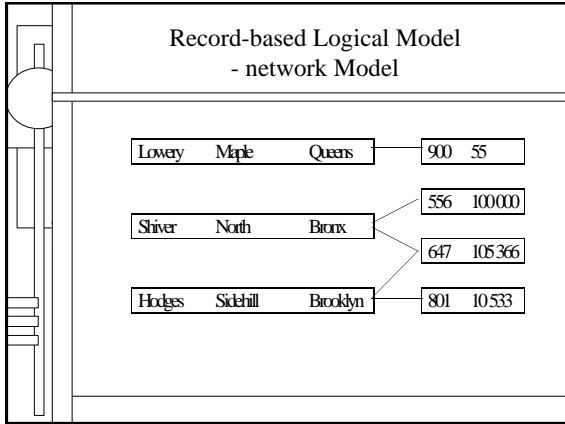 Record-based Logical Model
- network Model
Lowery Maple Queens 900 55
556 100000
Shiver North Bronx
647 105366
Hodges Sidehill Brooklyn 801 10533